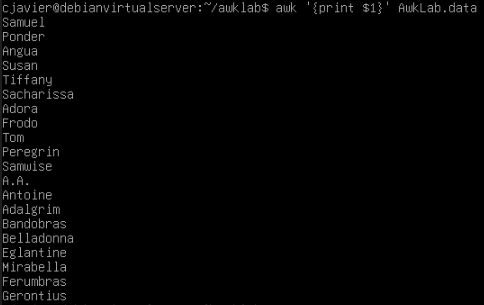 cjavier@debianvirtualserver:~/awklab$ awk '{print $1}' AwkLab.data
Samuel
Ponder
Angua
Susan
Tiffany
Sacharissa
Adora
Frodo
Tom
Peregrin
Samwise
A.A.
Antoine
Adalgrim
Bandobras
Belladonna
Eglantine
Mirabella
Ferumbras
Gerontius